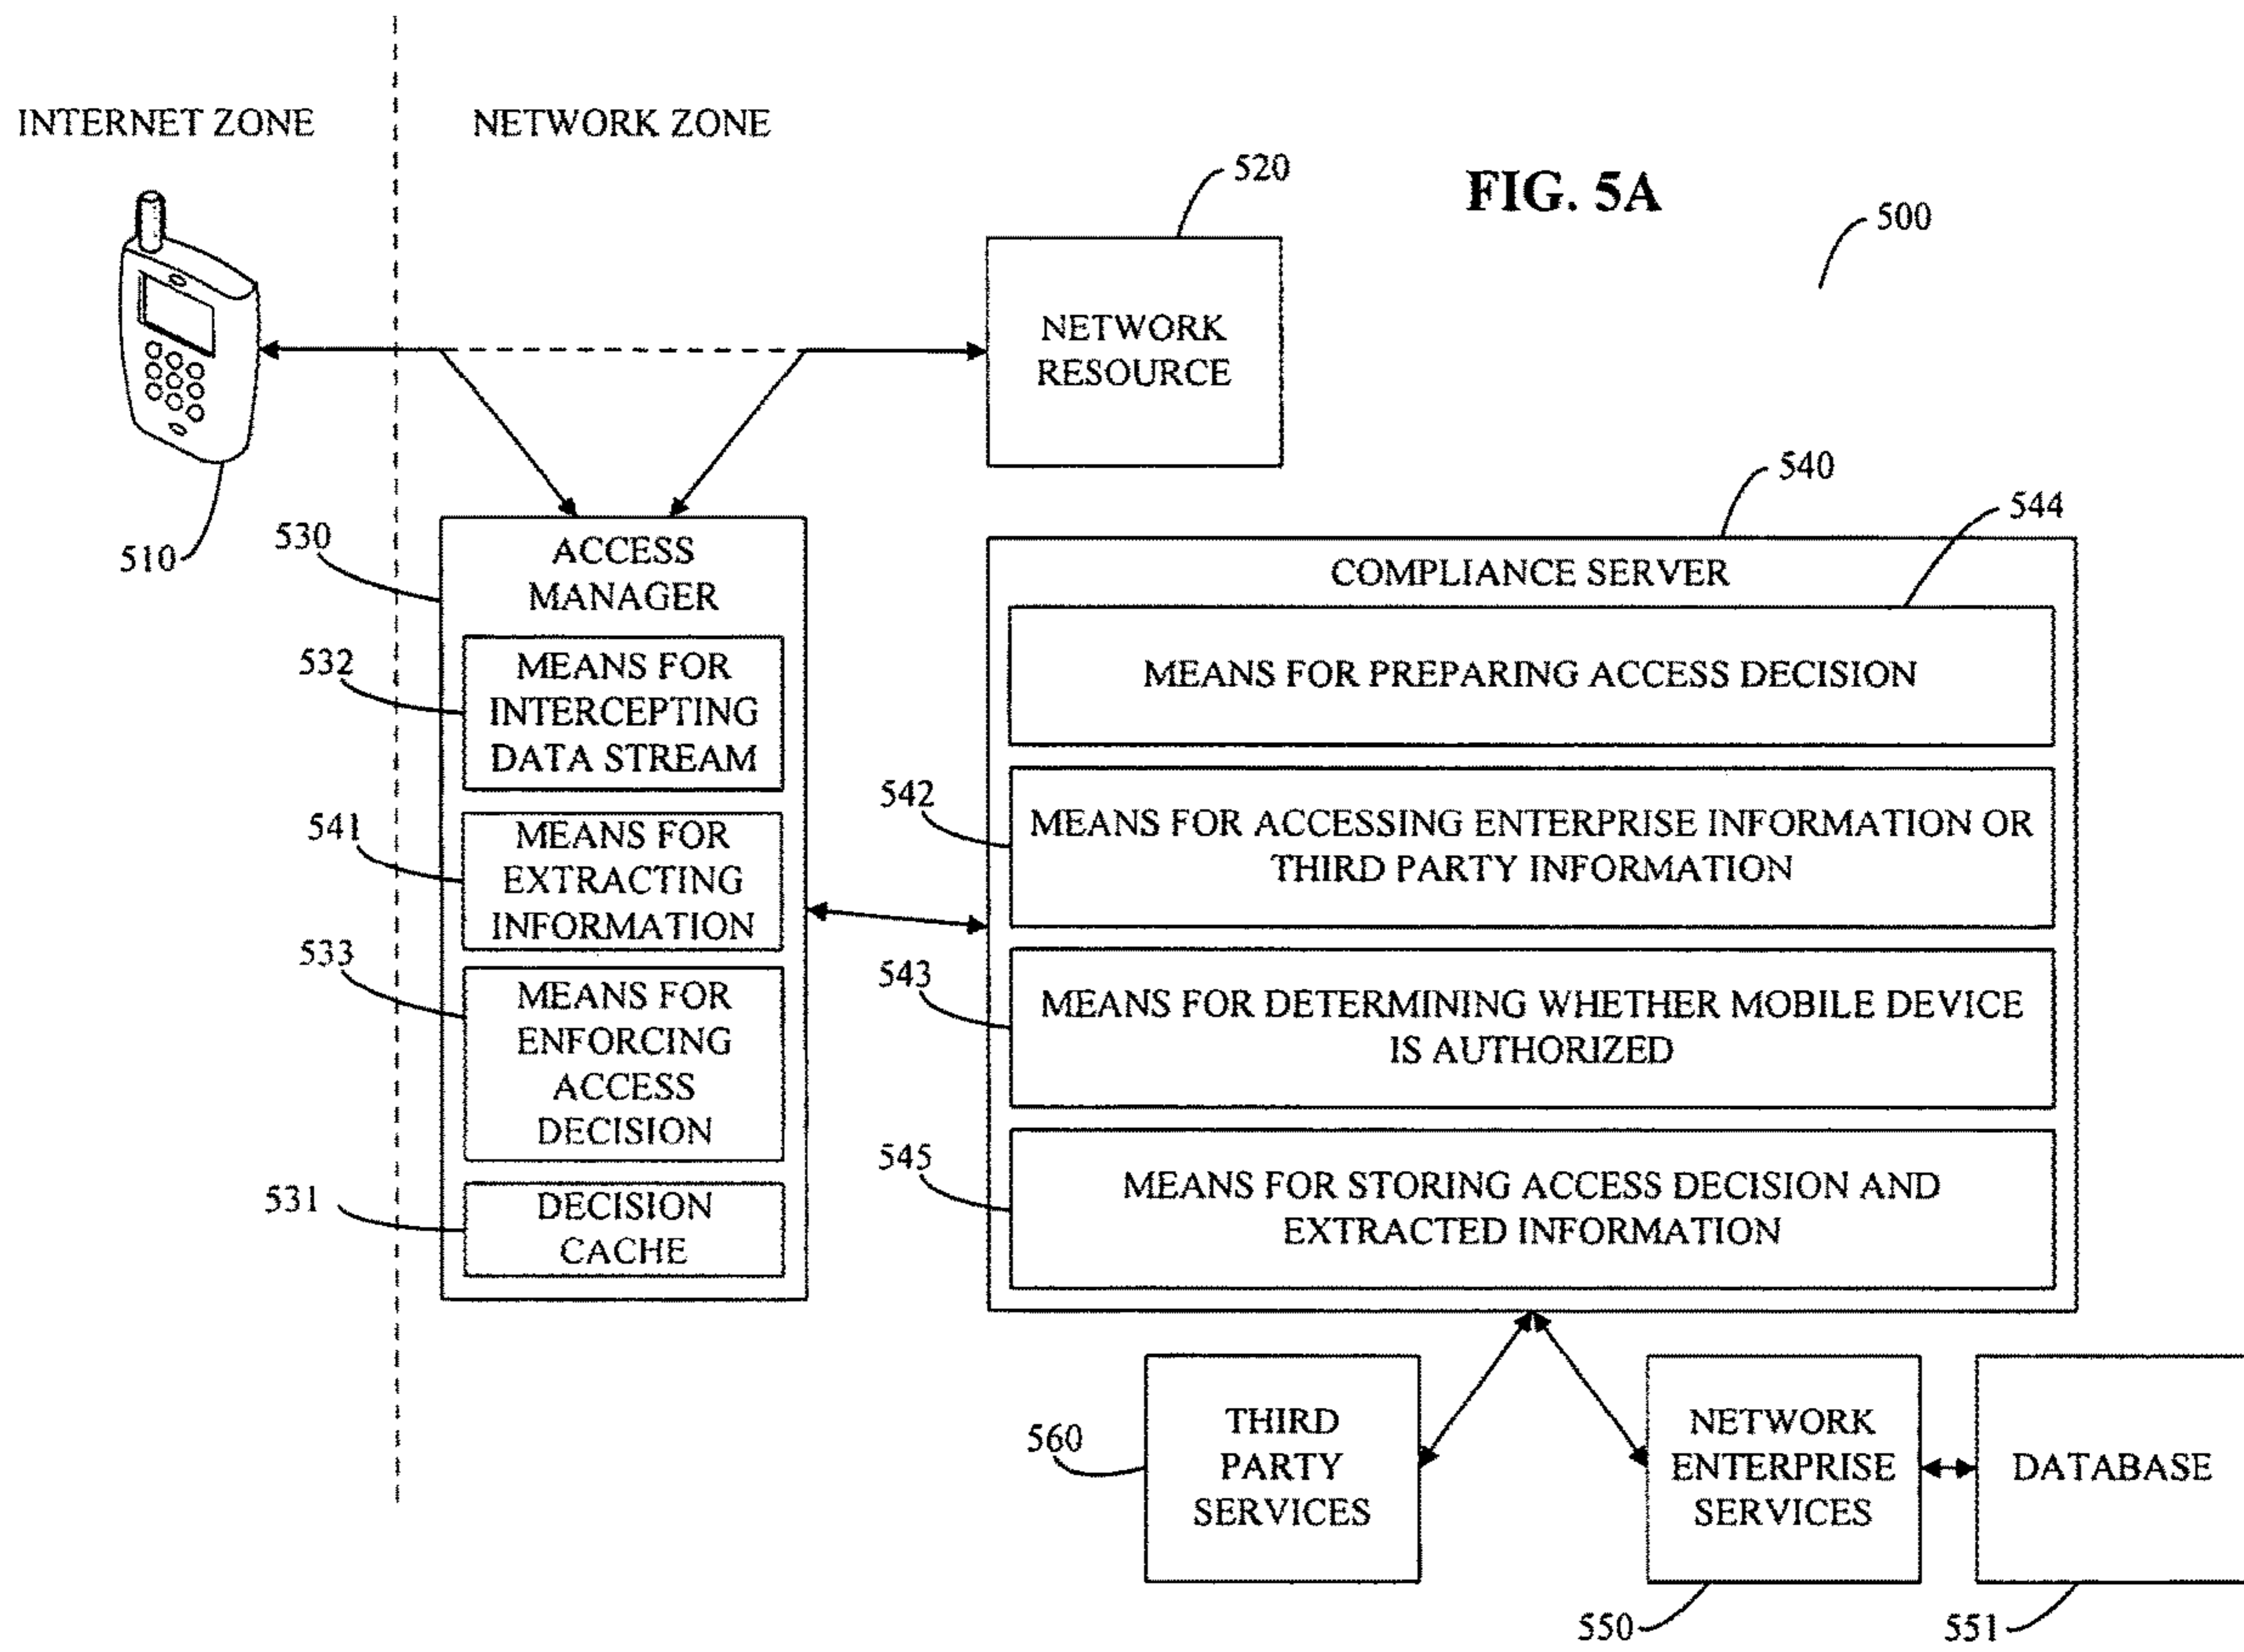 INTERNET ZONE
NETWORK ZONE
FIG. 5A
500
520
NETWORK
RESOURCE
510
530
ACCESS
MANAGER
532
MEANS FOR
INTERCEPTING
DATA STREAM
541
MEANS FOR
EXTRACTING
INFORMATION
533
MEANS FOR
ENFORCING
ACCESS
DECISION
531
DECISION
CACHE
540
544
COMPLIANCE SERVER
MEANS FOR PREPARING ACCESS DECISION
542
MEANS FOR ACCESSING ENTERPRISE INFORMATION OR
THIRD PARTY INFORMATION
543
MEANS FOR DETERMINING WHETHER MOBILE DEVICE
IS AUTHORIZED
545
MEANS FOR STORING ACCESS DECISION AND
EXTRACTED INFORMATION
560
THIRD
PARTY
SERVICES
NETWORK
ENTERPRISE
SERVICES
DATABASE
550
551